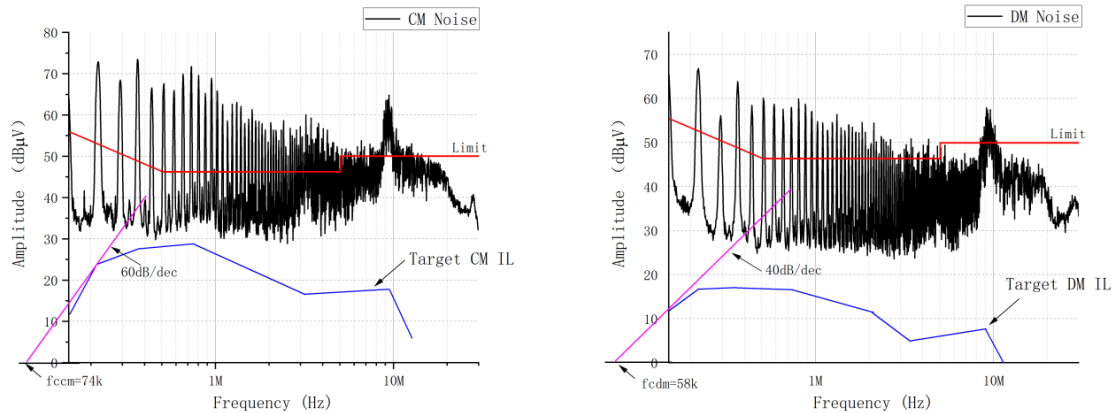 CM Noise
80
70
60
50
40
30
20
10
0
Amplitude (dBμV)
Limit
60dB/dec
Target CM IL
fccm=74k
1M
10M
Frequency (Hz)
DM Noise
70
60
50
40
30
20
10
0
Amplitude (dBμV)
Limit
40dB/dec
Target DM IL
fcdm=58k
1M
10M
Frequency (Hz)